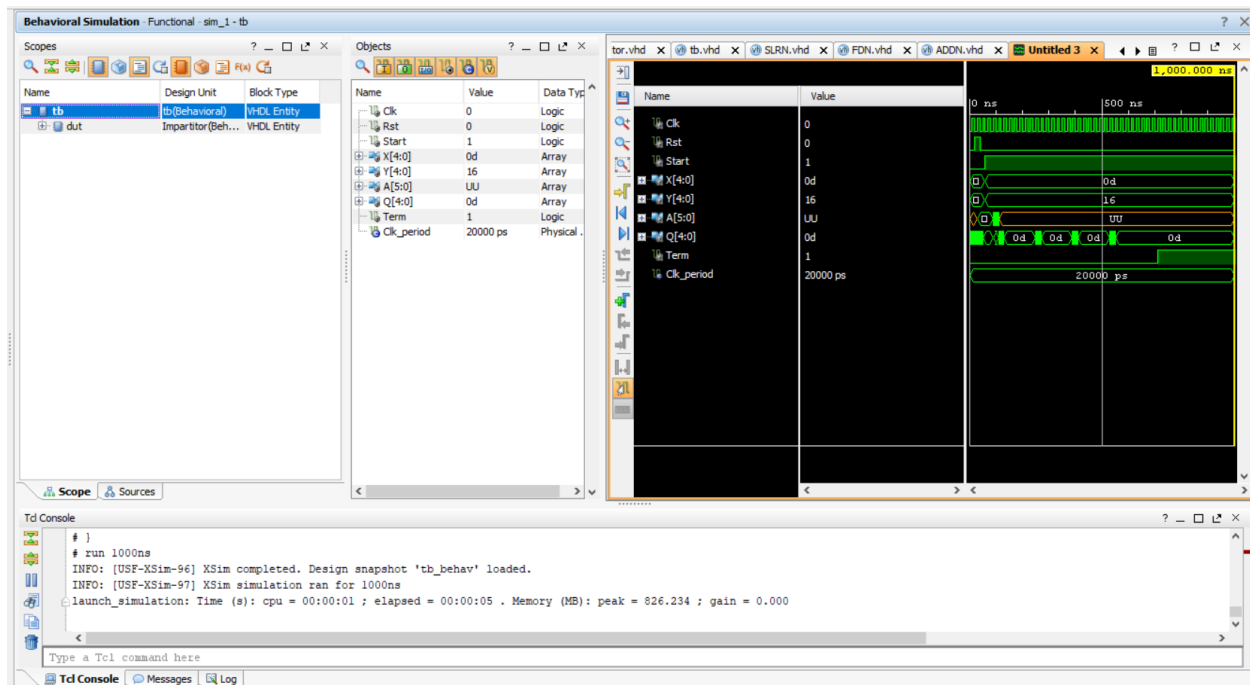 Behavioral Simulation - Functional - sim_1 - tb
Scopes
Name Design Unit Block Type
tb tb(Behavioral) VHDL Entity
dut Impartitor(Beh... VHDL Entity
Scope Sources
Objects
Name Value Data Typ
Clk 0 Logic
Rst 0 Logic
Start 1 Logic
X[4:0] 0d Array
Y[4:0] 16 Array
A[5:0] UU Array
Q[4:0] 0d Array
Term 1 Logic
Clk_period 20000 ps Physical .
tor.vhd tb.vhd SLRN.vhd FDN.vhd ADDN.vhd Untitled 3
1,000.000 ns
Name Value
0 ns 500 ns
Clk 0
Rst 0
Start 1
X[4:0] 0d 0d
Y[4:0] 16 16
A[5:0] UU UU
Q[4:0] 0d 0d 0d 0d 0d
Term 1
Clk_period 20000 ps 20000 ps
Tcl Console
# }
# run 1000ns
INFO: [USF-XSim-96] XSim completed. Design snapshot 'tb_behav' loaded.
INFO: [USF-XSim-97] XSim simulation ran for 1000ns
launch_simulation: Time (s): cpu = 00:00:01 ; elapsed = 00:00:05 . Memory (MB): peak = 826.234 ; gain = 0.000
Type a Tcl command here
Tcl Console Messages Log